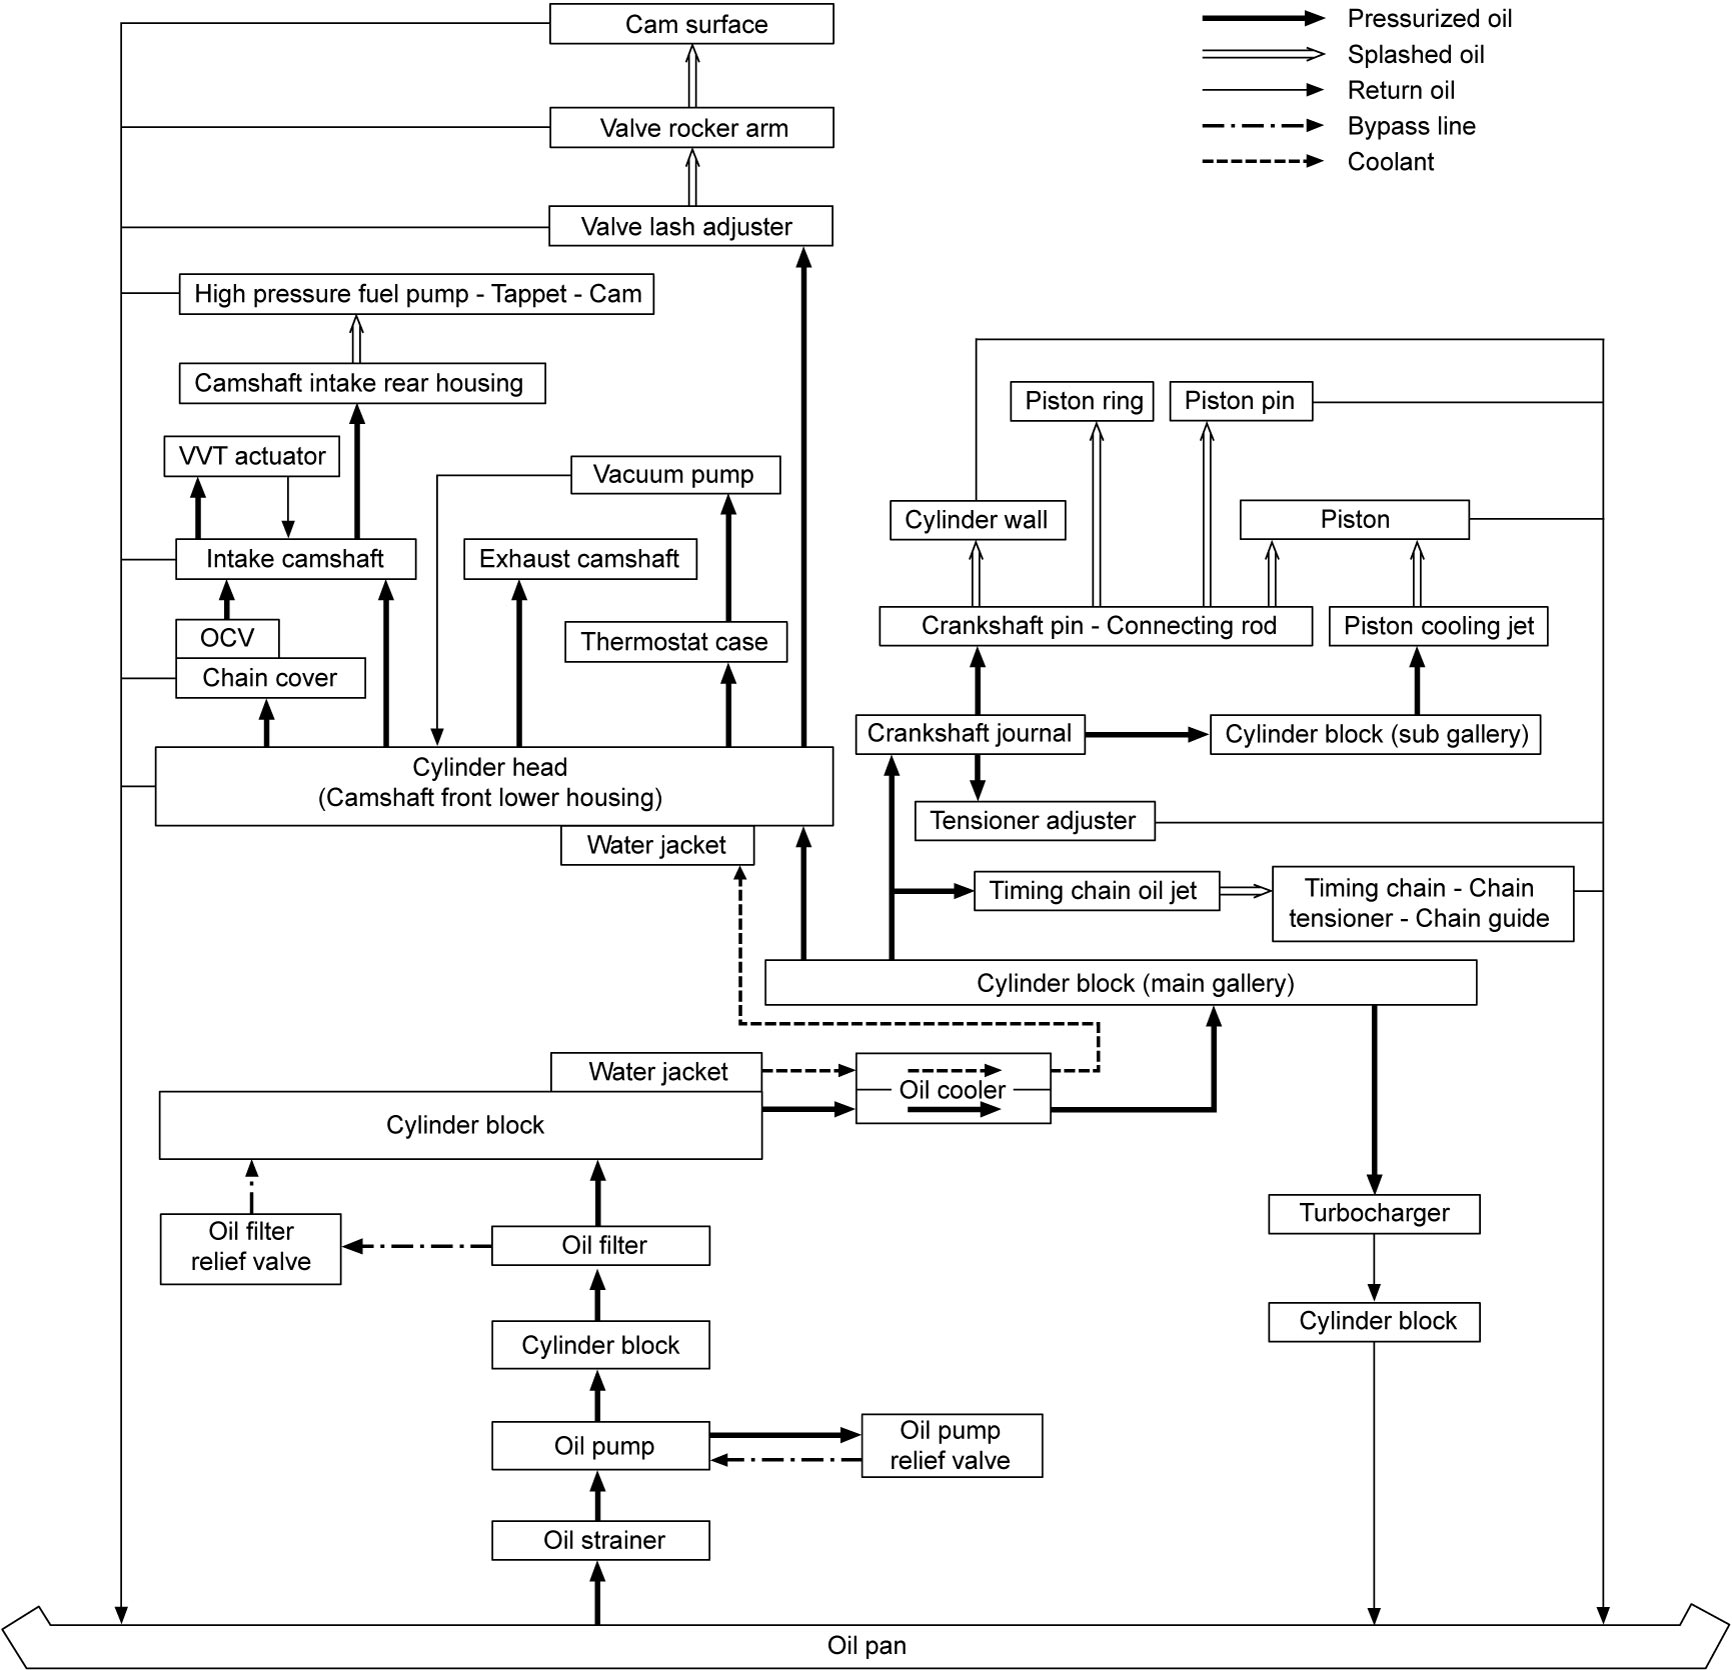 Cam surface
Pressurized oil
Splashed oil
Return oil
Bypass line
Coolant
Valve rocker arm
Valve lash adjuster
High pressure fuel pump - Tappet - Cam
Camshaft intake rear housing
Piston ring
Piston pin
VVT actuator
Vacuum pump
Cylinder wall
Piston
Intake camshaft
Exhaust camshaft
OCV
Thermostat case
Crankshaft pin - Connecting rod
Piston cooling jet
Chain cover
Crankshaft journal
Cylinder block (sub gallery)
Cylinder head
(Camshaft front lower housing)
Tensioner adjuster
Water jacket
Timing chain oil jet
Timing chain - Chain
tensioner - Chain guide
Cylinder block (main gallery)
Water jacket
Oil cooler
Cylinder block
Turbocharger
Oil filter
relief valve
Oil filter
Cylinder block
Cylinder block
Oil pump
Oil pump
relief valve
Oil strainer
Oil pan